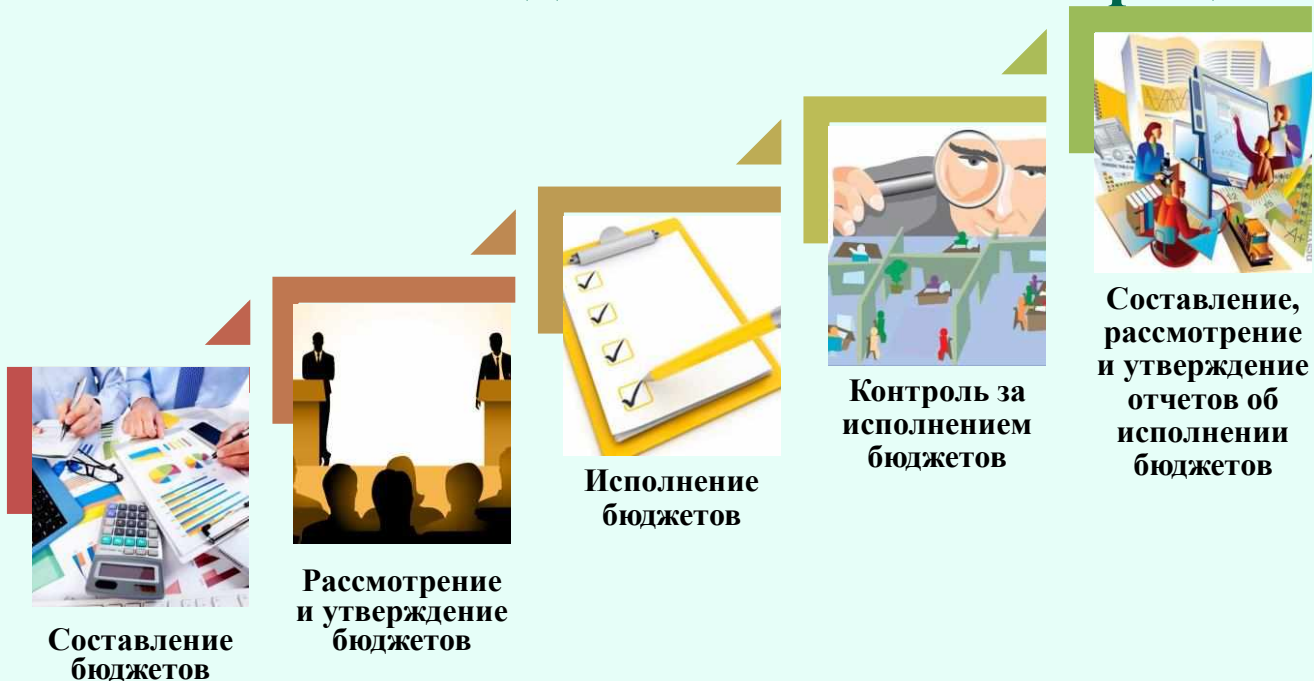 Составление
бюджетов
Рассмотрение
и утверждение
бюджетов
Исполнение
бюджетов
Контроль за
исполнением
бюджетов
Составление,
рассмотрение
и утверждение
отчетов об
исполнении
бюджетов